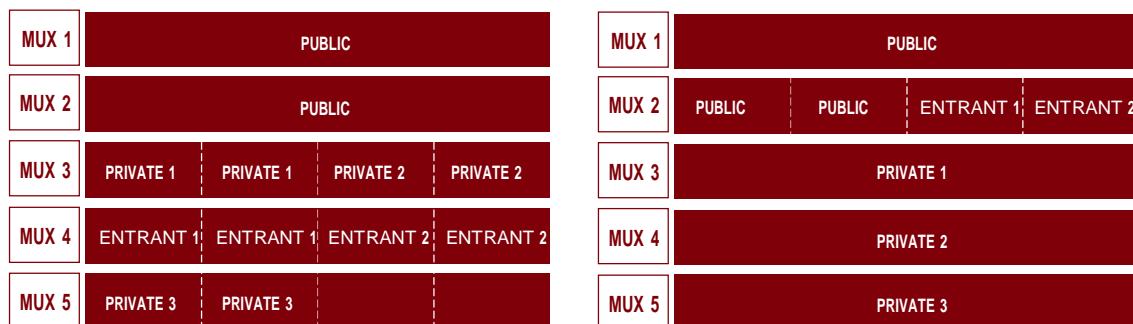 MUX 1 PUBLIC
MUX 2 PUBLIC
MUX 3 PRIVATE 1 PRIVATE 1 PRIVATE 2 PRIVATE 2
MUX 4 ENTRANT 1 ENTRANT 1 ENTRANT 2 ENTRANT 2
MUX 5 PRIVATE 3 PRIVATE 3
MUX 1 PUBLIC
MUX 2 PUBLIC PUBLIC ENTRANT 1 ENTRANT 2
MUX 3 PRIVATE 1
MUX 4 PRIVATE 2
MUX 5 PRIVATE 3